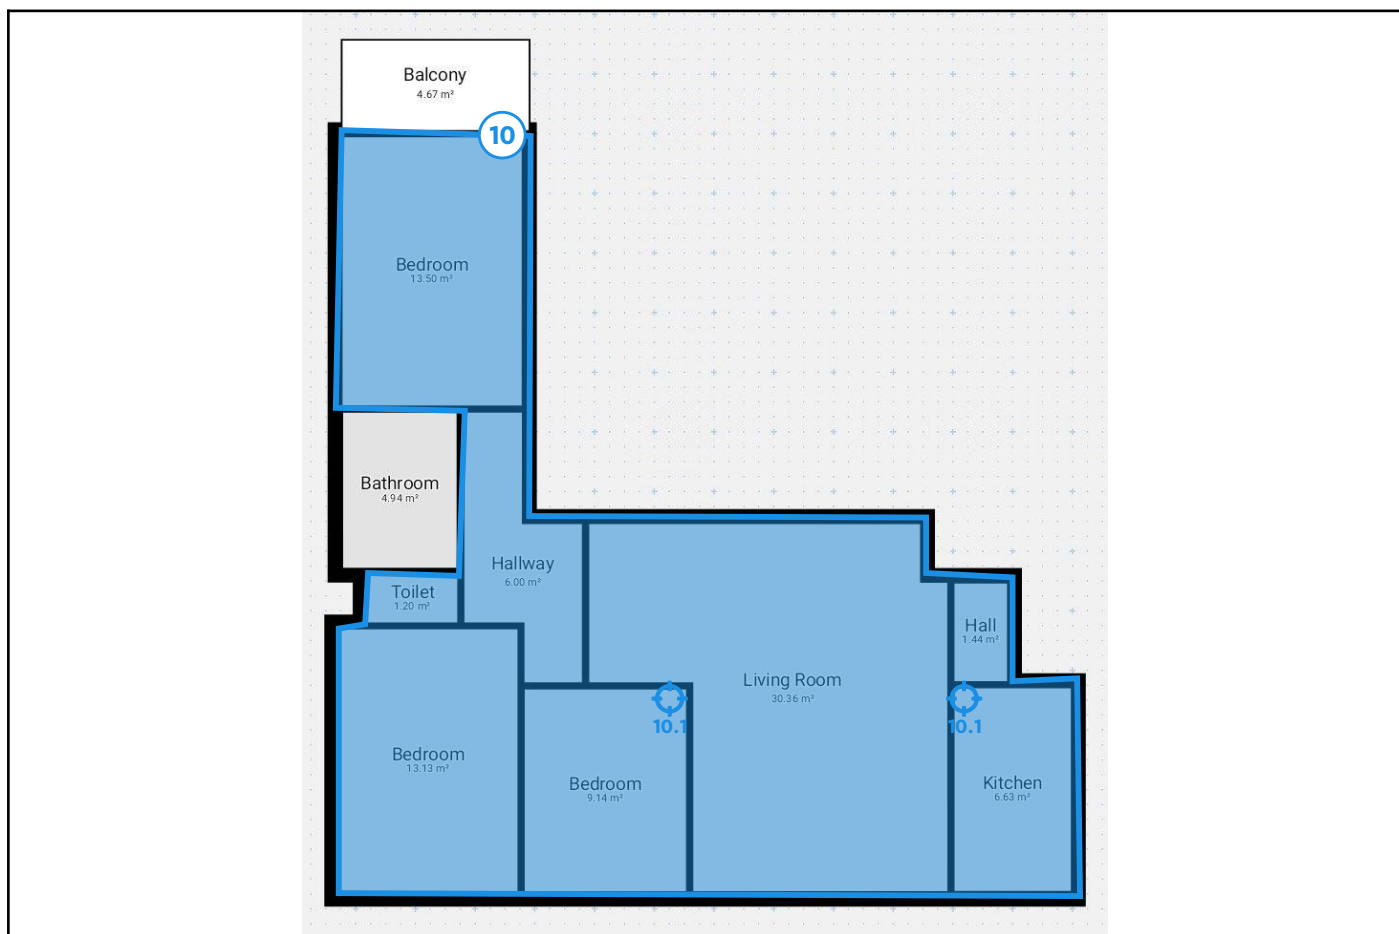 Balcony
4.67 m²
10
Bedroom
13.50 m²
Bathroom
4.94 m²
Hallway
6.00 m²
Toilet
1.20 m²
Hall
1.44 m²
Living Room
30.36 m²
10.1
10.1
Bedroom
13.13 m²
Bedroom
9.14 m²
Kitchen
6.63 m²